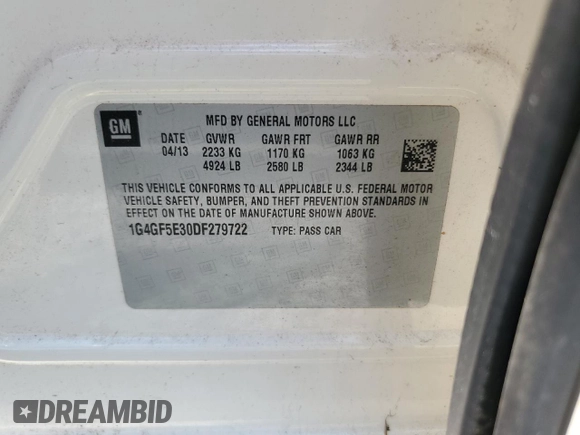 GM
MFD BY GENERAL MOTORS LLC
DATE GVWR GAWR FRT GAWR RR
04/13 2233 KG 1170 KG 1063 KG
4924 LB 2580 LB 2344 LB
THIS VEHICLE CONFORMS TO ALL APPLICABLE U.S. FEDERAL MOTOR
VEHICLE SAFETY, BUMPER, AND THEFT PREVENTION STANDARDS IN
EFFECT ON THE DATE OF MANUFACTURE SHOWN ABOVE.
1G4GF5E30DF279722 TYPE: PASS CAR
DREAMBID